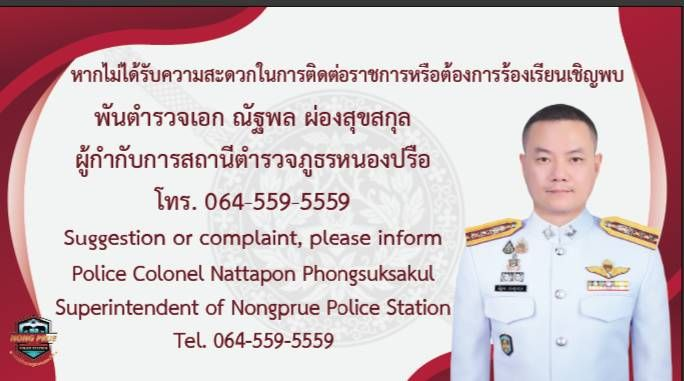 หากไม่ได้รับความสะดวกในการติดต่อราชการหรือต้องการร้องเรียนเชิญพบ
พันตำรวจเอก ณัฐพล ผ่องสุขสกุล
ผู้กำกับการสถานีตำรวจภูธรหนองปรือ
โทร. 064-559-5559
Suggestion or complaint, please inform
Police Colonel Nattapon Phongsuksakul
Superintendent of Nongprue Police Station
Tel. 064-559-5559
NONG PRUE
POLICE STATION